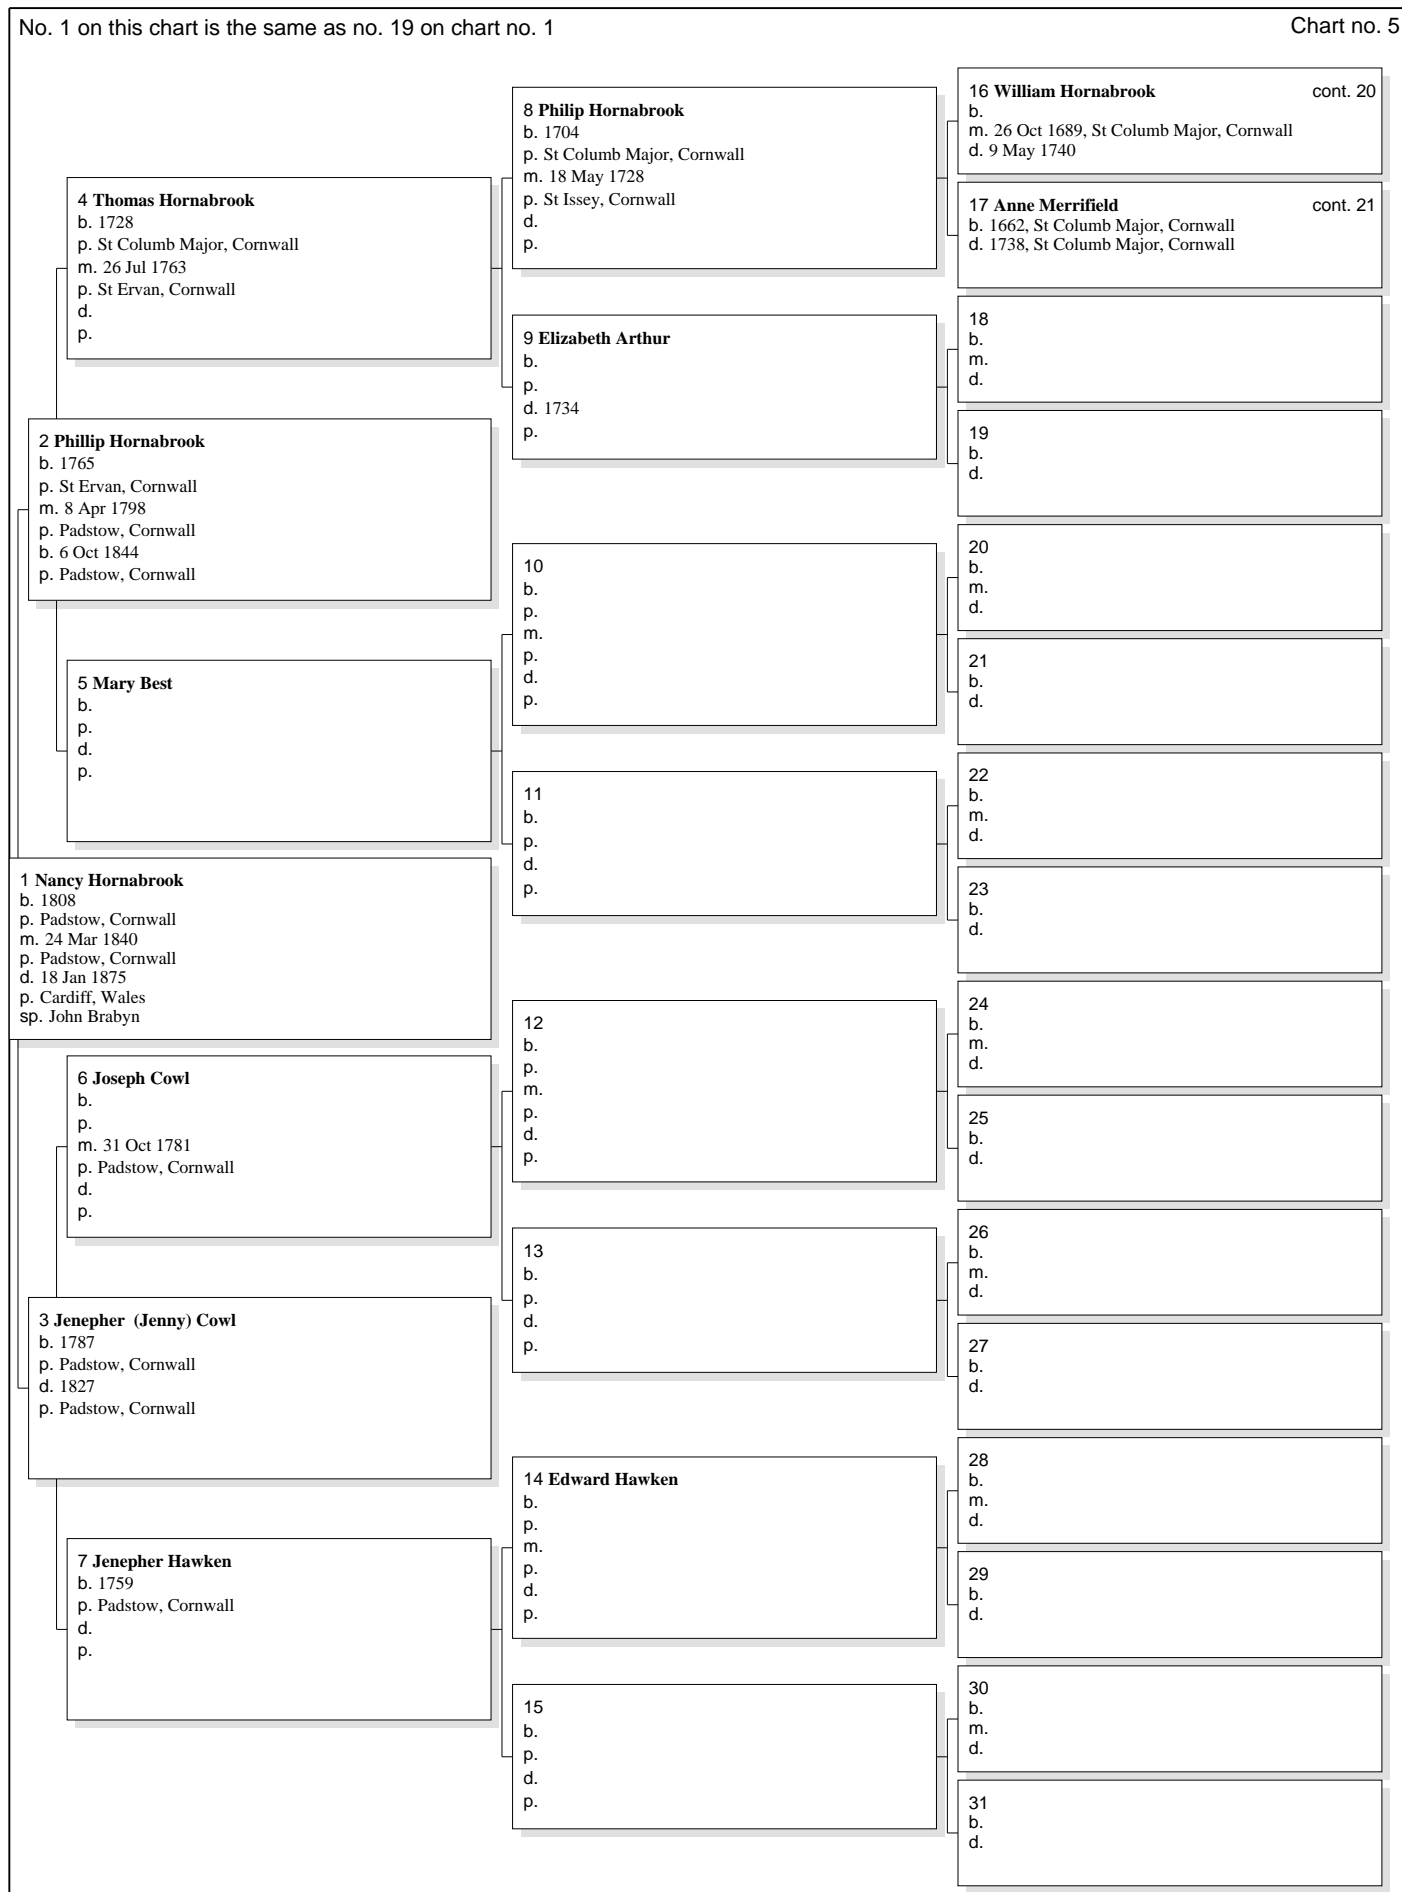 No. 1 on this chart is the same as no. 19 on chart no. 1
Chart no. 5
16 William Hornabrook cont. 20
b.
m. 26 Oct 1689, St Columb Major, Cornwall
d. 9 May 1740
8 Philip Hornabrook
b. 1704
p. St Columb Major, Cornwall
m. 18 May 1728
p. St Issey, Cornwall
d.
p.
17 Anne Merrifield cont. 21
b. 1662, St Columb Major, Cornwall
d. 1738, St Columb Major, Cornwall
4 Thomas Hornabrook
b. 1728
p. St Columb Major, Cornwall
m. 26 Jul 1763
p. St Ervan, Cornwall
d.
p.
18
b.
m.
d.
9 Elizabeth Arthur
b.
p.
d. 1734
p.
19
b.
d.
2 Phillip Hornabrook
b. 1765
p. St Ervan, Cornwall
m. 8 Apr 1798
p. Padstow, Cornwall
b. 6 Oct 1844
p. Padstow, Cornwall
20
b.
m.
d.
10
b.
p.
m.
p.
d.
p.
21
b.
d.
5 Mary Best
b.
p.
d.
p.
22
b.
m.
d.
11
b.
p.
d.
p.
23
b.
d.
1 Nancy Hornabrook
b. 1808
p. Padstow, Cornwall
m. 24 Mar 1840
p. Padstow, Cornwall
d. 18 Jan 1875
p. Cardiff, Wales
sp. John Brabyn
24
b.
m.
d.
12
b.
p.
m.
p.
d.
p.
25
b.
d.
6 Joseph Cowl
b.
p.
m. 31 Oct 1781
p. Padstow, Cornwall
d.
p.
26
b.
m.
d.
13
b.
p.
d.
p.
27
b.
d.
3 Jenepher (Jenny) Cowl
b. 1787
p. Padstow, Cornwall
d. 1827
p. Padstow, Cornwall
28
b.
m.
d.
14 Edward Hawken
b.
p.
m.
p.
d.
p.
29
b.
d.
7 Jenepher Hawken
b. 1759
p. Padstow, Cornwall
d.
p.
30
b.
m.
d.
15
b.
p.
d.
p.
31
b.
d.